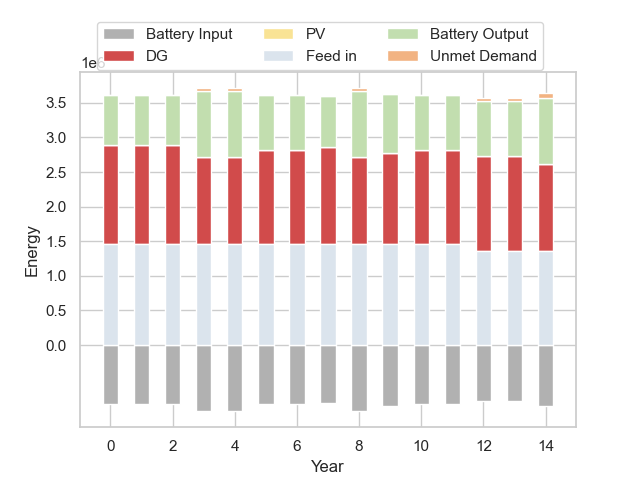 Battery Input PV Battery Output
DG Feed in Unmet Demand
1e6
3.5
3.0
2.5
2.0
1.5
1.0
0.5
0.0
Energy
0 2 4 6 8 10 12 14
Year